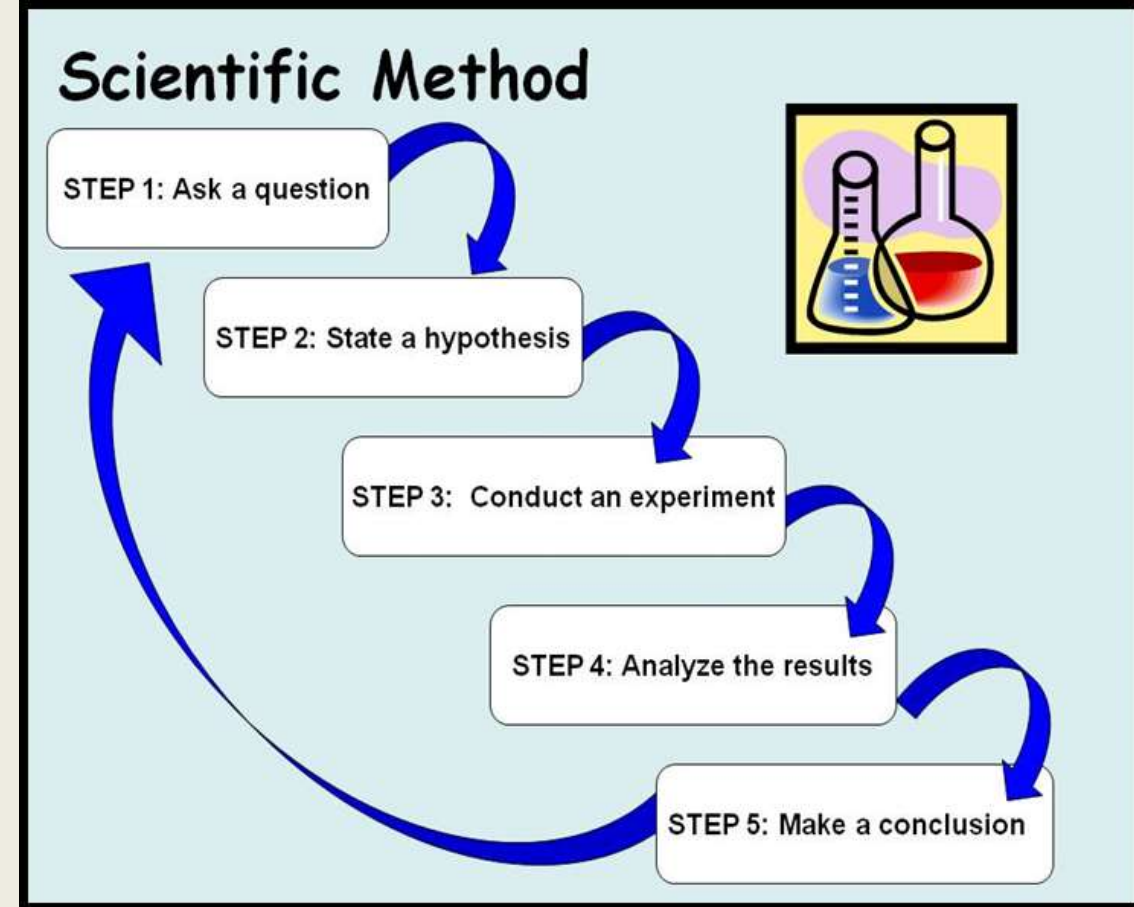 Scientific Method
STEP 1: Ask a question
STEP 2: State a hypothesis
STEP 3: Conduct an experiment
STEP 4: Analyze the results
STEP 5: Make a conclusion